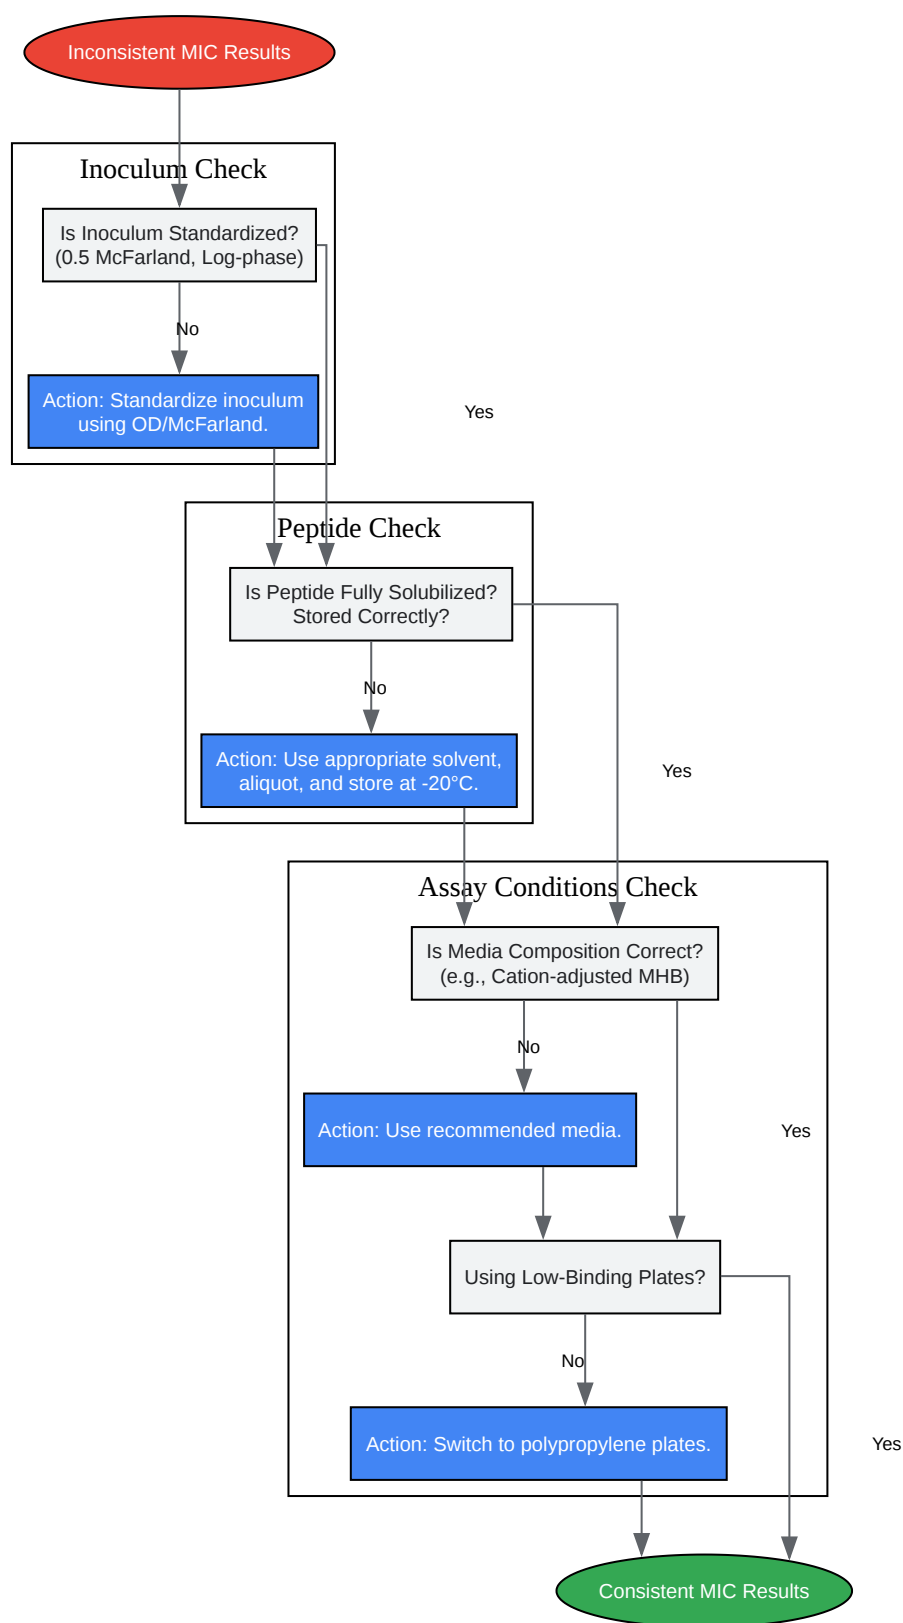 Inconsistent MIC Results
Inoculum Check
Is Inoculum Standardized?
(0.5 McFarland, Log-phase)
No
Action: Standardize inoculum
using OD/McFarland.
Yes
Peptide Check
Is Peptide Fully Solubilized?
Stored Correctly?
No
Action: Use appropriate solvent,
aliquot, and store at -20°C.
Yes
Assay Conditions Check
Is Media Composition Correct?
(e.g., Cation-adjusted MHB)
No
Action: Use recommended media.
Yes
Using Low-Binding Plates?
No
Action: Switch to polypropylene plates.
Yes
Consistent MIC Results